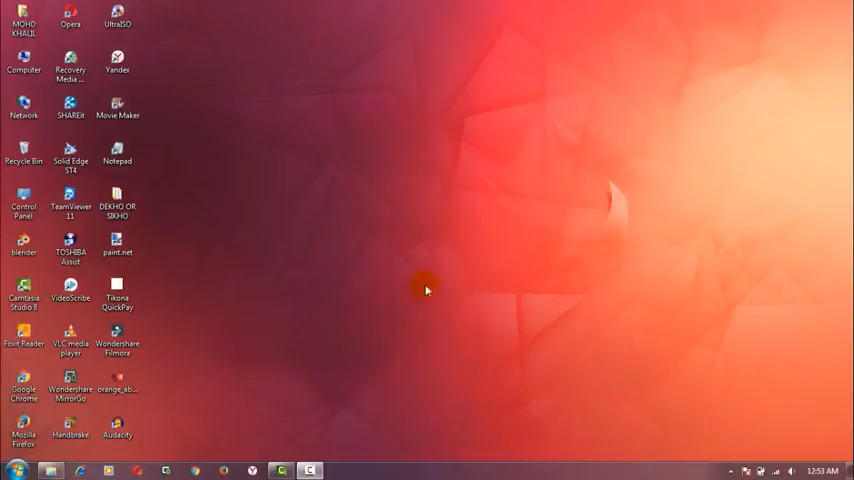 MOHD
KHALIL
Opera
UltraISO
Computer
Recovery
Media ...
Yandex
Network
SHAREit
Movie Maker
Recycle Bin
Solid Edge
ST4
Notepad
Control
Panel
TeamViewer
11
DEKHO OR
SIKHO
blender
TOSHIBA
Assist
paint.net
Camtasia
Studio 8
VideoScribe
Tikona
QuickPay
Foxit Reader
VLC media
player
Wondershare
Filmora
Google
Chrome
Wondershare
MirrorGo
orange_ab...
Mozilla
Firefox
Handbrake
Audacity
12:53 AM